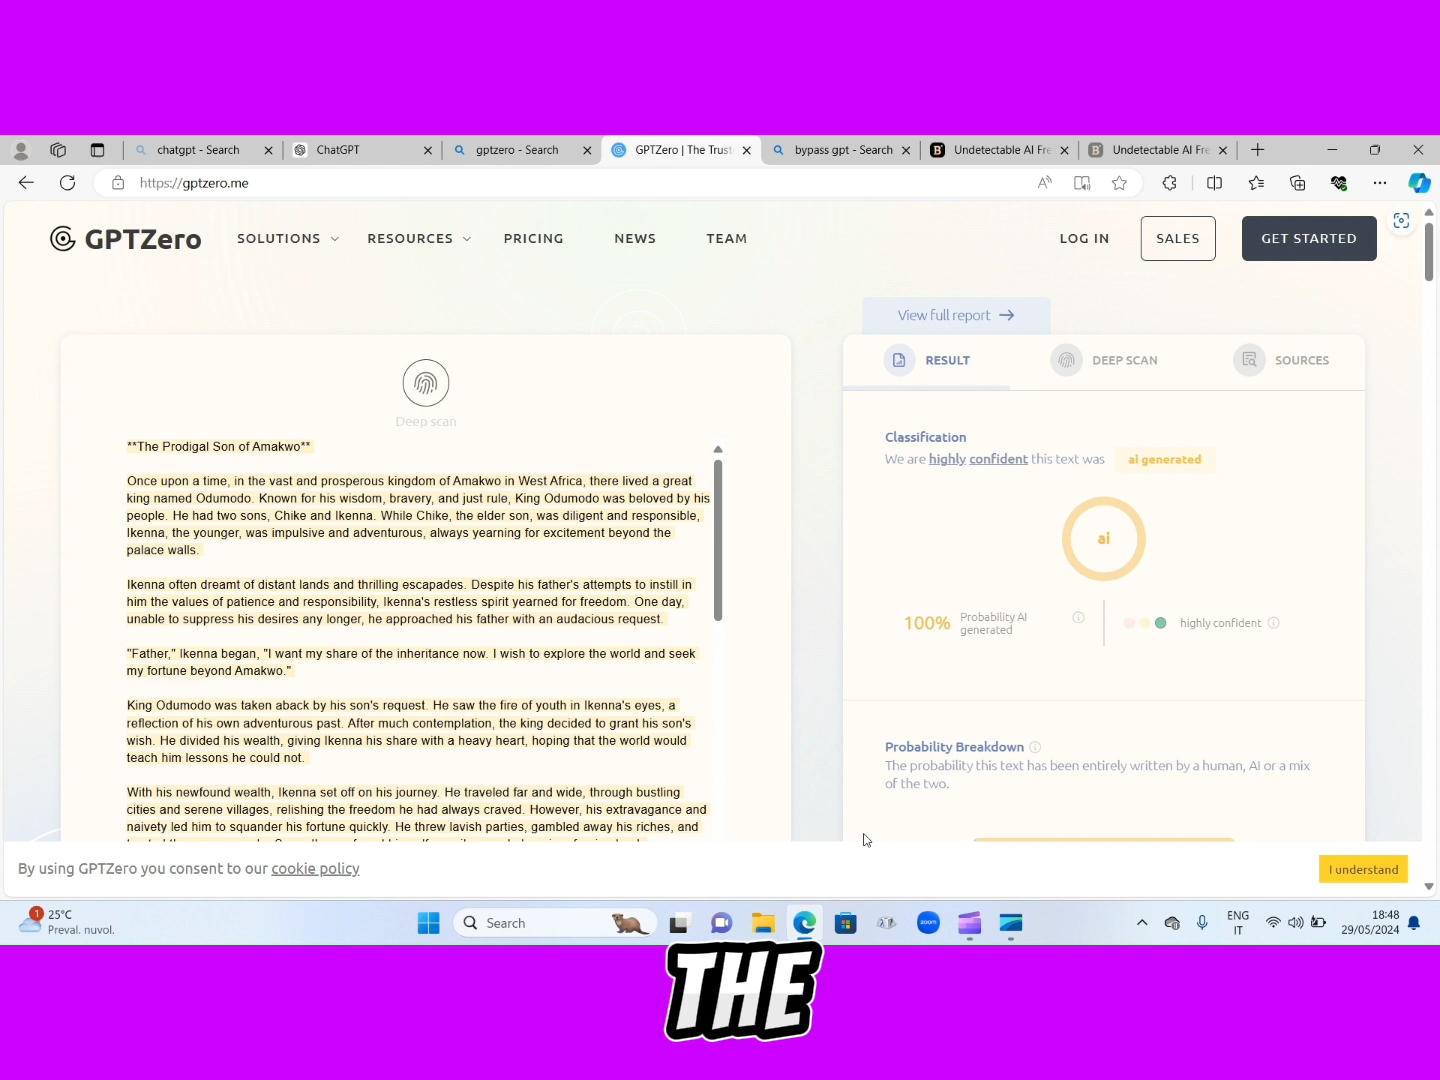 chatgpt - Search
ChatGPT
gptzero - Search
GPTZero | The Trust
bypass gpt - Search
Undetectable AI Fre
Undetectable AI Fre
https://gptzero.me
GPTZero
SOLUTIONS
RESOURCES
PRICING
NEWS
TEAM
LOG IN
SALES
GET STARTED
View full report
Deep scan
**The Prodigal Son of Amakwo**
Once upon a time, in the vast and prosperous kingdom of Amakwo in West Africa, there lived a great
king named Odumodo. Known for his wisdom, bravery, and just rule, King Odumodo was beloved by his
people. He had two sons, Chike and Ikenna. While Chike, the elder son, was diligent and responsible,
Ikenna, the younger, was impulsive and adventurous, always yearning for excitement beyond the
palace walls.
Ikenna often dreamt of distant lands and thrilling escapades. Despite his father's attempts to instill in
him the values of patience and responsibility, Ikenna's restless spirit yearned for freedom. One day,
unable to suppress his desires any longer, he approached his father with an audacious request.
"Father," Ikenna began, "I want my share of the inheritance now. I wish to explore the world and seek
my fortune beyond Amakwo."
King Odumodo was taken aback by his son's request. He saw the fire of youth in Ikenna's eyes, a
reflection of his own adventurous past. After much contemplation, the king decided to grant his son's
wish. He divided his wealth, giving Ikenna his share with a heavy heart, hoping that the world would
teach him lessons he could not.
With his newfound wealth, Ikenna set off on his journey. He traveled far and wide, through bustling
cities and serene villages, relishing the freedom he had always craved. However, his extravagance and
naivety led him to squander his fortune quickly. He threw lavish parties, gambled away his riches, and
RESULT
DEEP SCAN
SOURCES
Classification
We are highly confident this text was ai generated
ai
100%
Probability AI
generated
highly confident
Probability Breakdown
The probability this text has been entirely written by a human, AI or a mix
of the two.
By using GPTZero you consent to our cookie policy
I understand
1
25°C
Preval. nuvol.
Search
zoom
ENG
IT
18:48
29/05/2024
THE